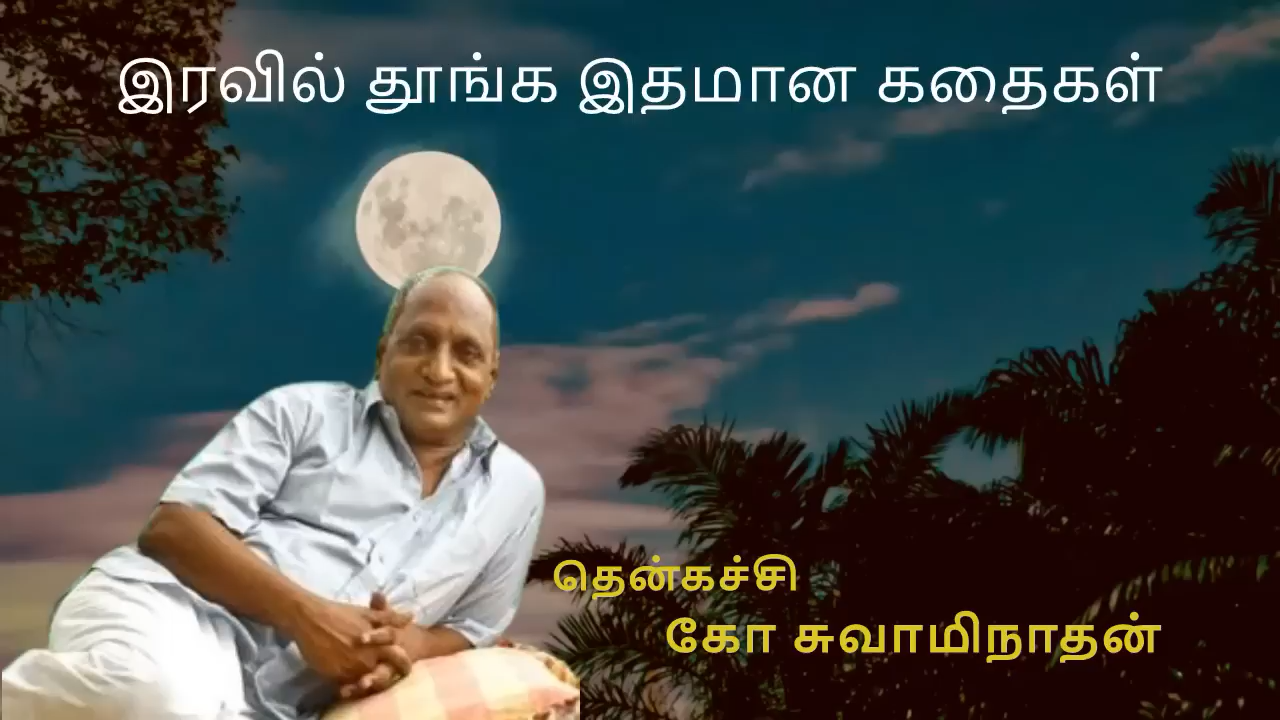 இரவில் தூங்க இதமான கதைகள்
தென்கச்சி
கோ சுவாமிநாதன்